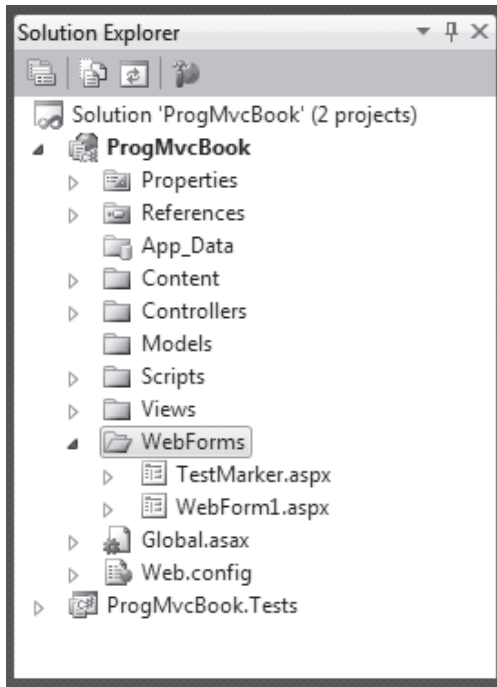 Solution Explorer
Solution 'ProgMvcBook' (2 projects)
ProgMvcBook
Properties
References
App_Data
Content
Controllers
Models
Scripts
Views
WebForms
TestMarker.aspx
WebForm1.aspx
Global.asax
Web.config
ProgMvcBook.Tests